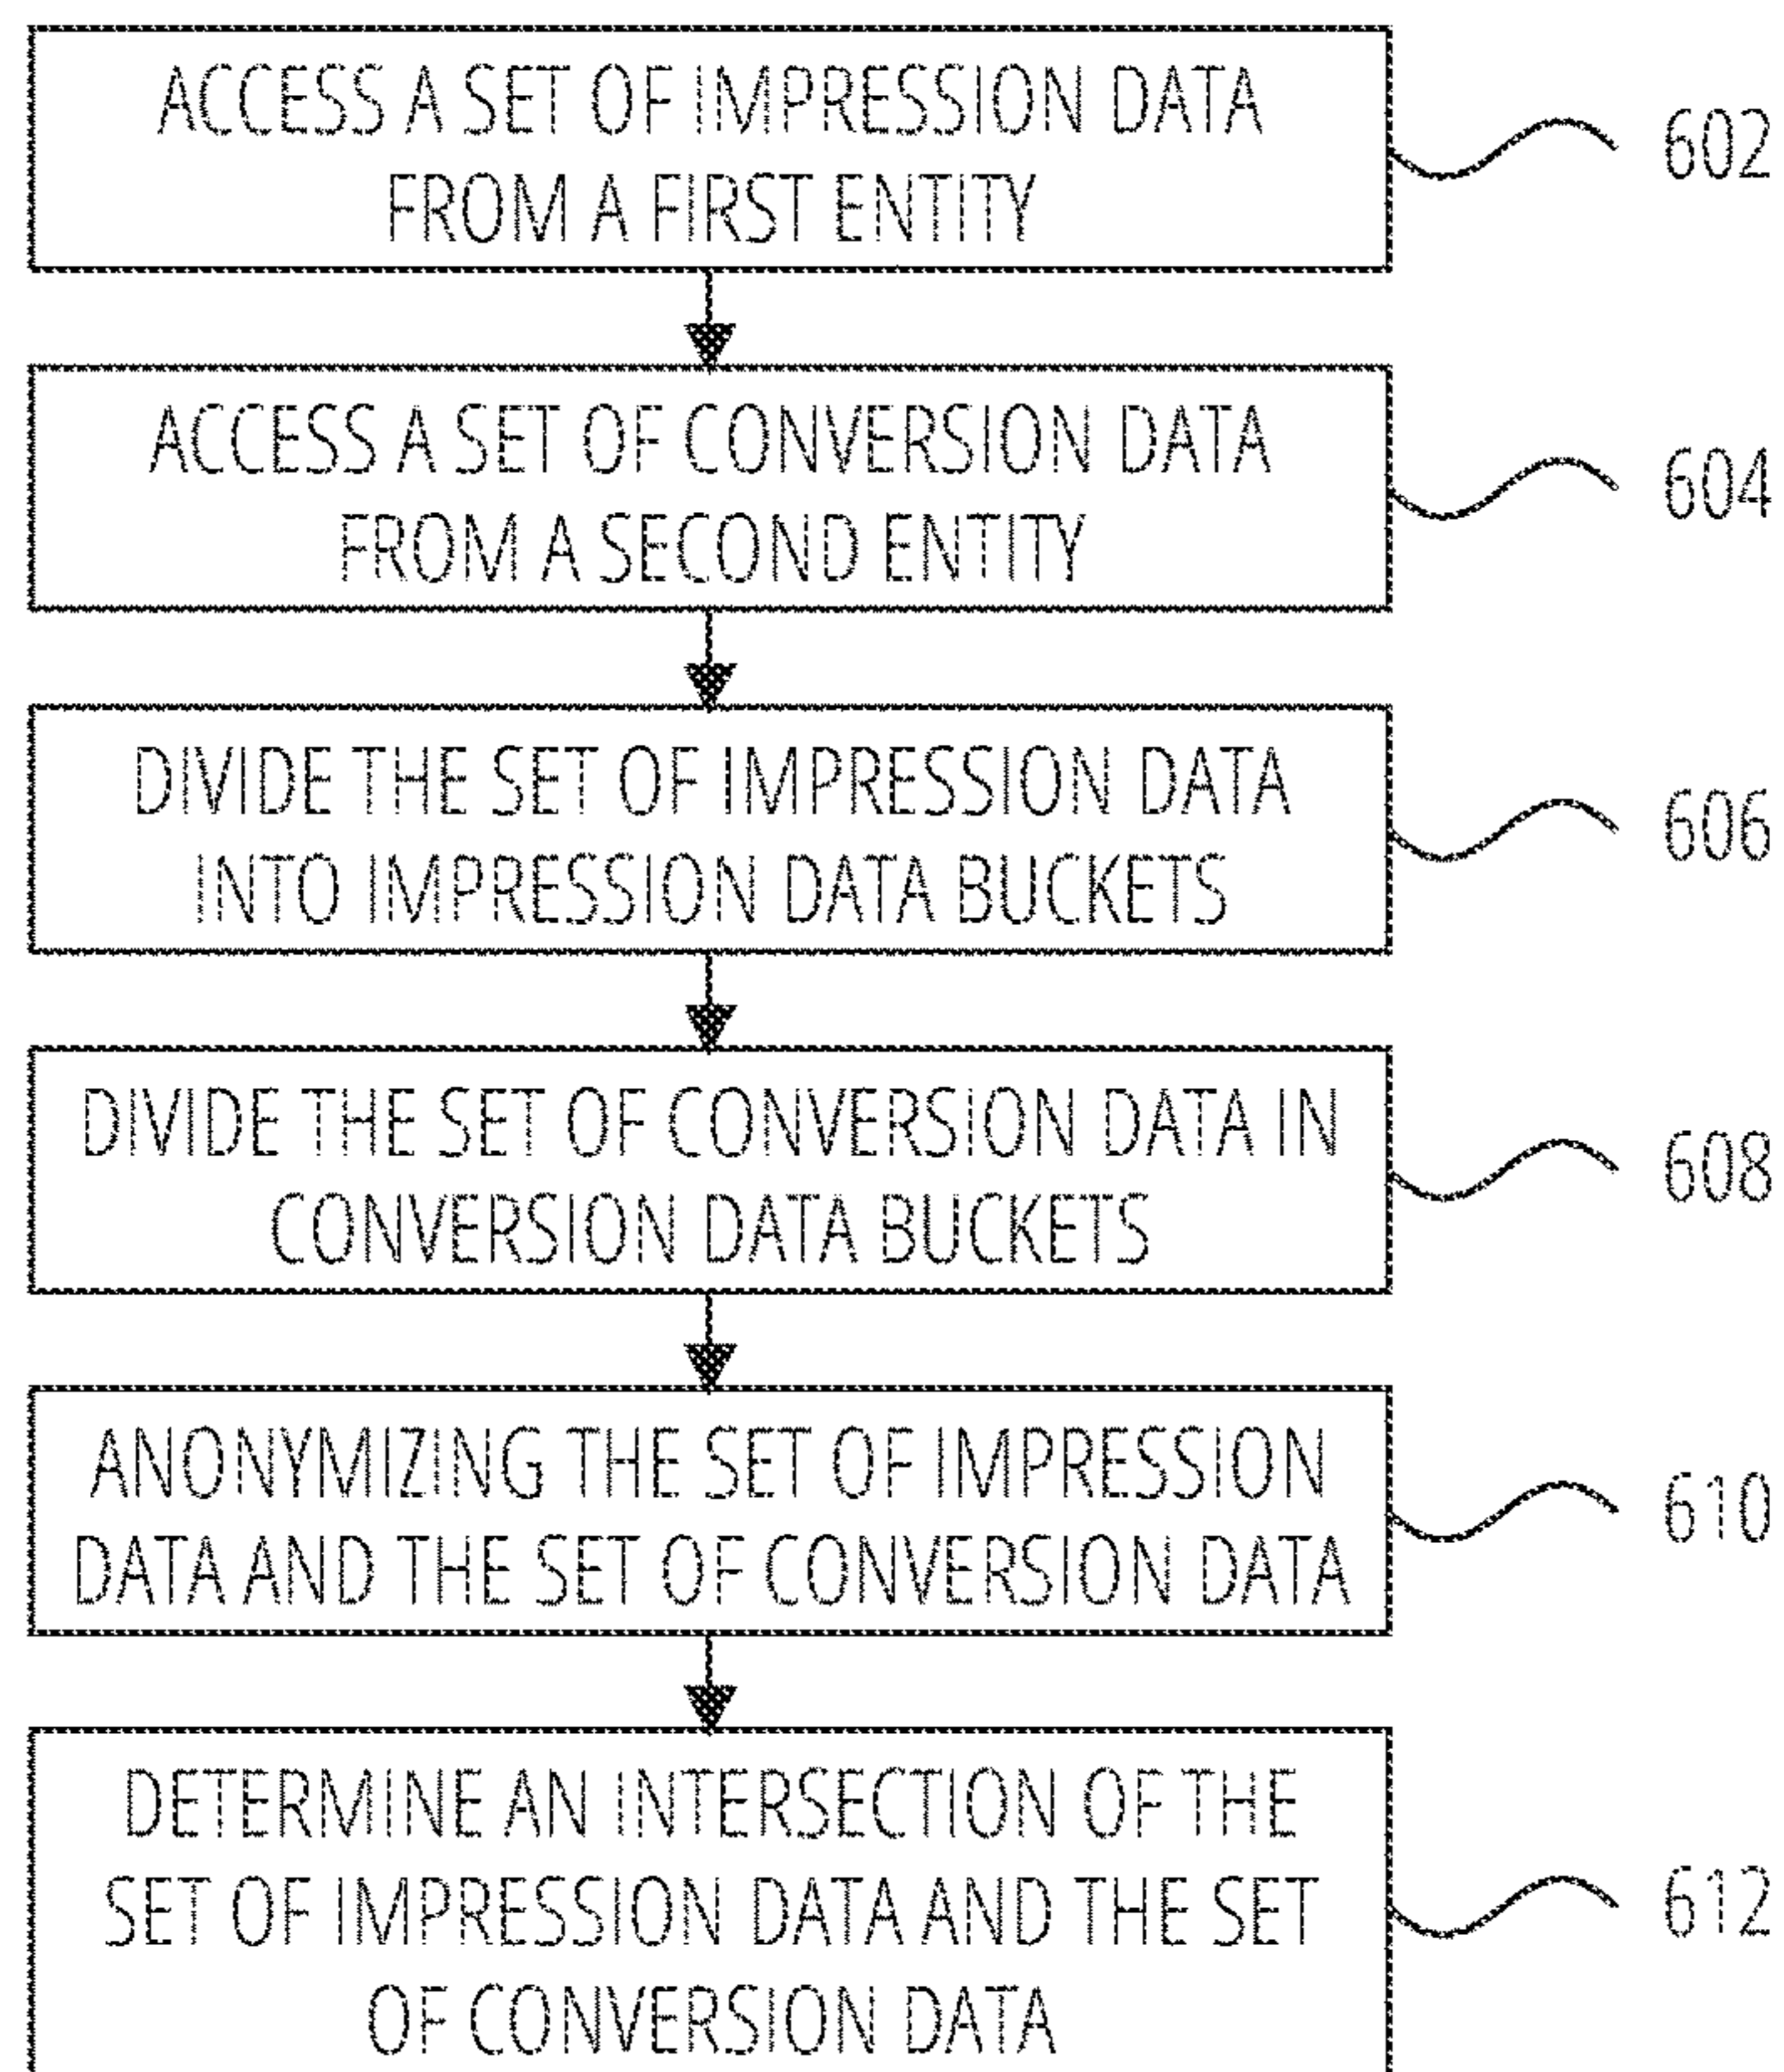 ACCESS A SET OF IMPRESSION DATA
FROM A FIRST ENTITY
602
ACCESS A SET OF CONVERSION DATA
FROM A SECOND ENTITY
604
DIVIDE THE SET OF IMPRESSION DATA
INTO IMPRESSION DATA BUCKETS
606
DIVIDE THE SET OF CONVERSION DATA IN
CONVERSION DATA BUCKETS
608
ANONYMIZING THE SET OF IMPRESSION
DATA AND THE SET OF CONVERSION DATA
610
DETERMINE AN INTERSECTION OF THE
SET OF IMPRESSION DATA AND THE SET
OF CONVERSION DATA
612